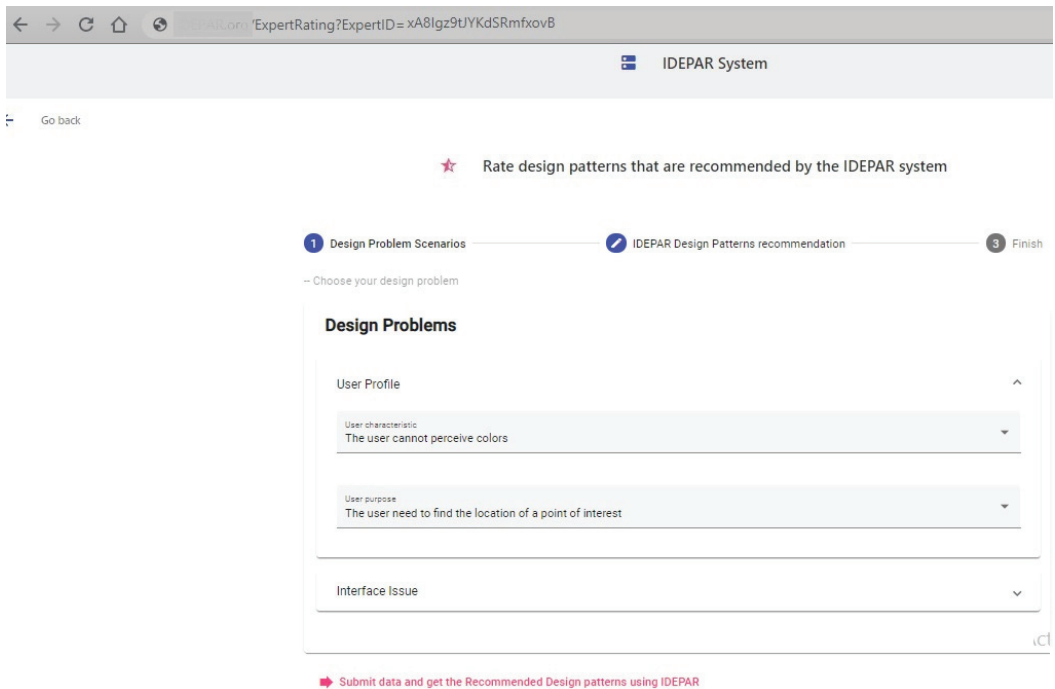 /ExpertRating?ExpertID= xA8Igz9tJYKdSRmfxovB
IDEPAR System
Go back
Rate design patterns that are recommended by the IDEPAR system
1 Design Problem Scenarios IDEPAR Design Patterns recommendation 3 Finish
-- Choose your design problem
Design Problems
User Profile
User characteristic
The user cannot perceive colors
User purpose
The user need to find the location of a point of interest
Interface Issue
Submit data and get the Recommended Design patterns using IDEPAR